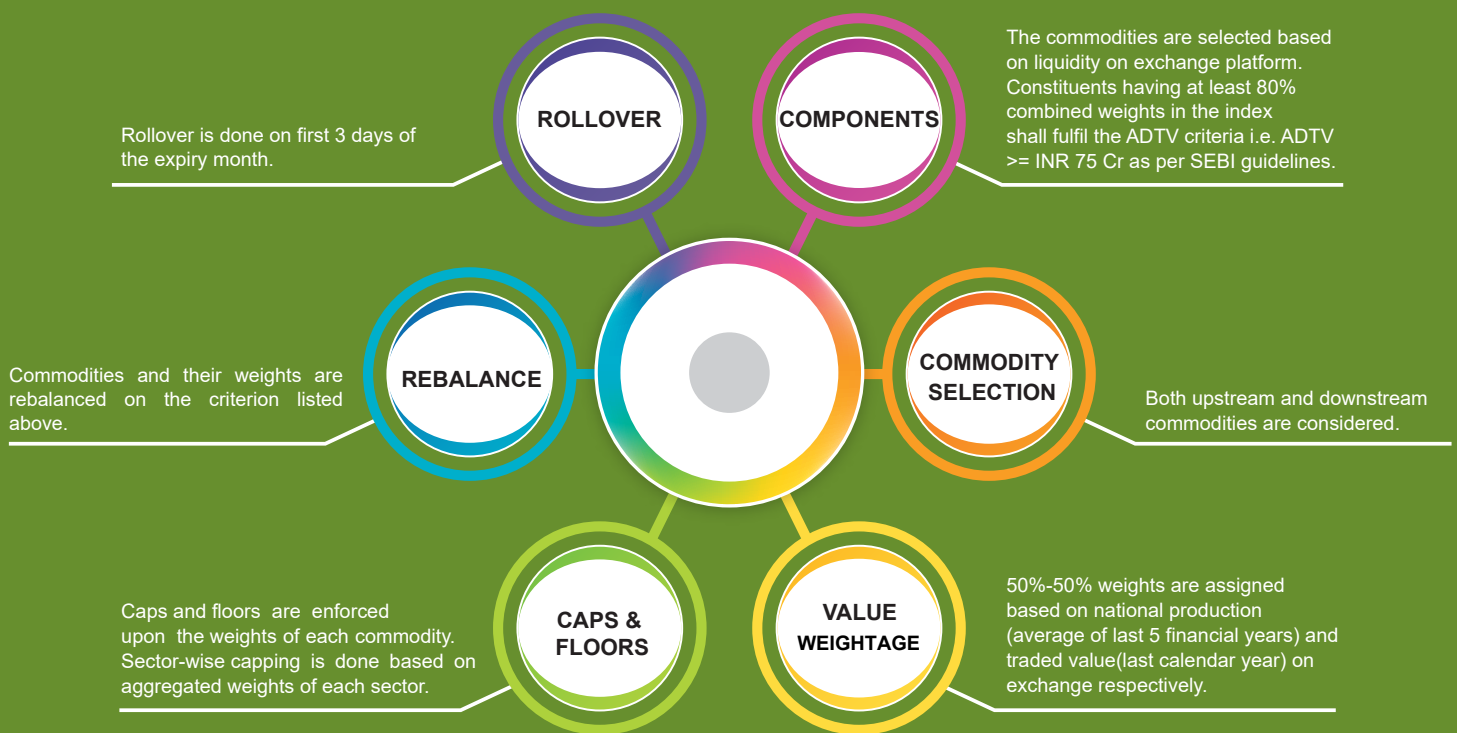 ROLLOVER
Rollover is done on first 3 days of
the expiry month.
COMPONENTS
The commodities are selected based
on liquidity on exchange platform.
Constituents having at least 80%
combined weights in the index
shall fulfil the ADTV criteria i.e. ADTV
>= INR 75 Cr as per SEBI guidelines.
REBALANCE
Commodities and their weights are
rebalanced on the criterion listed
above.
COMMODITY
SELECTION
Both upstream and downstream
commodities are considered.
CAPS &
FLOORS
Caps and floors are enforced
upon the weights of each commodity.
Sector-wise capping is done based on
aggregated weights of each sector.
VALUE
WEIGHTAGE
50%-50% weights are assigned
based on national production
(average of last 5 financial years) and
traded value(last calendar year) on
exchange respectively.